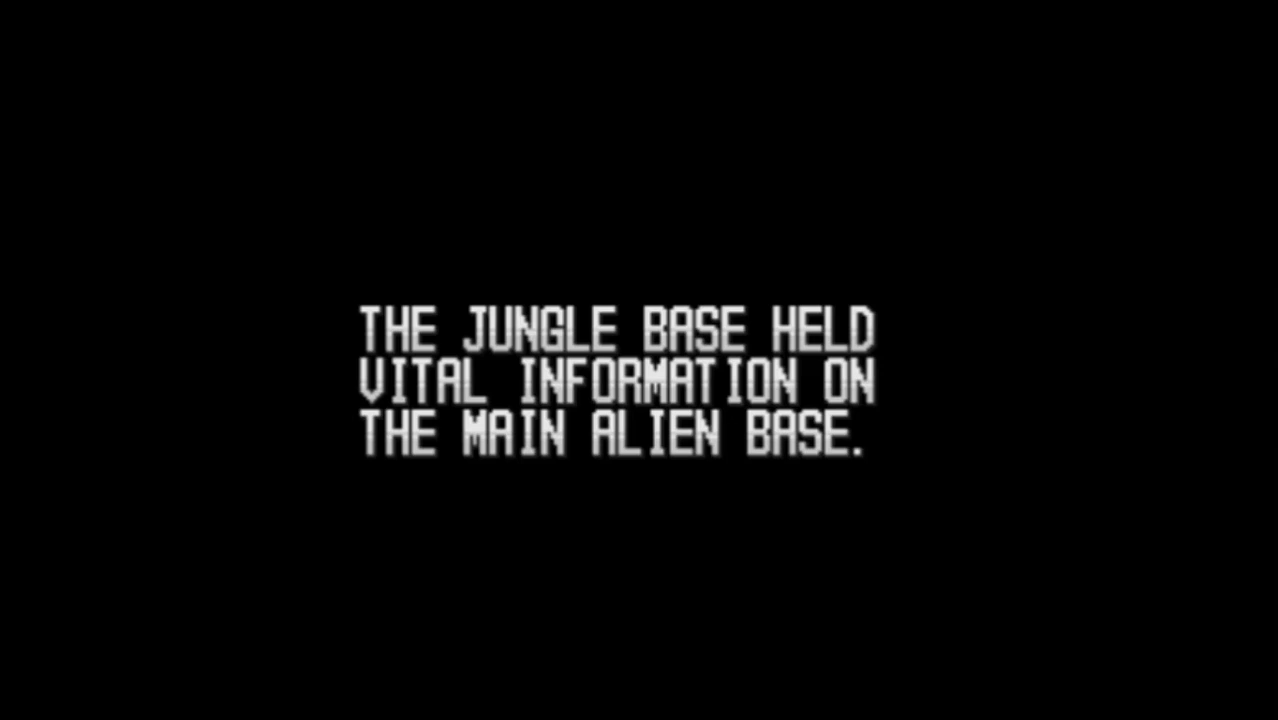 THE JUNGLE BASE HELD
VITAL INFORMATION ON
THE MAIN ALIEN BASE.